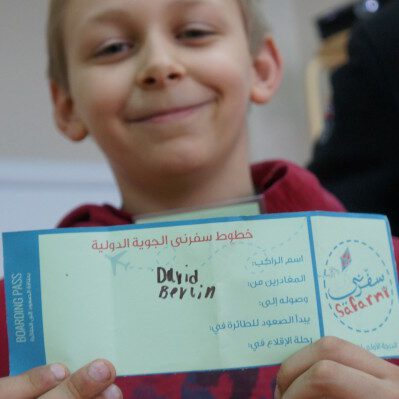 خطوط سفرني الجوية الدولية
BOARDING PASS
اسم الراكب:
David
المغادرين من:
Berlin
وصوله إلى:
يبدأ الصعود للطائرة في:
رحلة الإقلاع في:
سفرني
Safarni